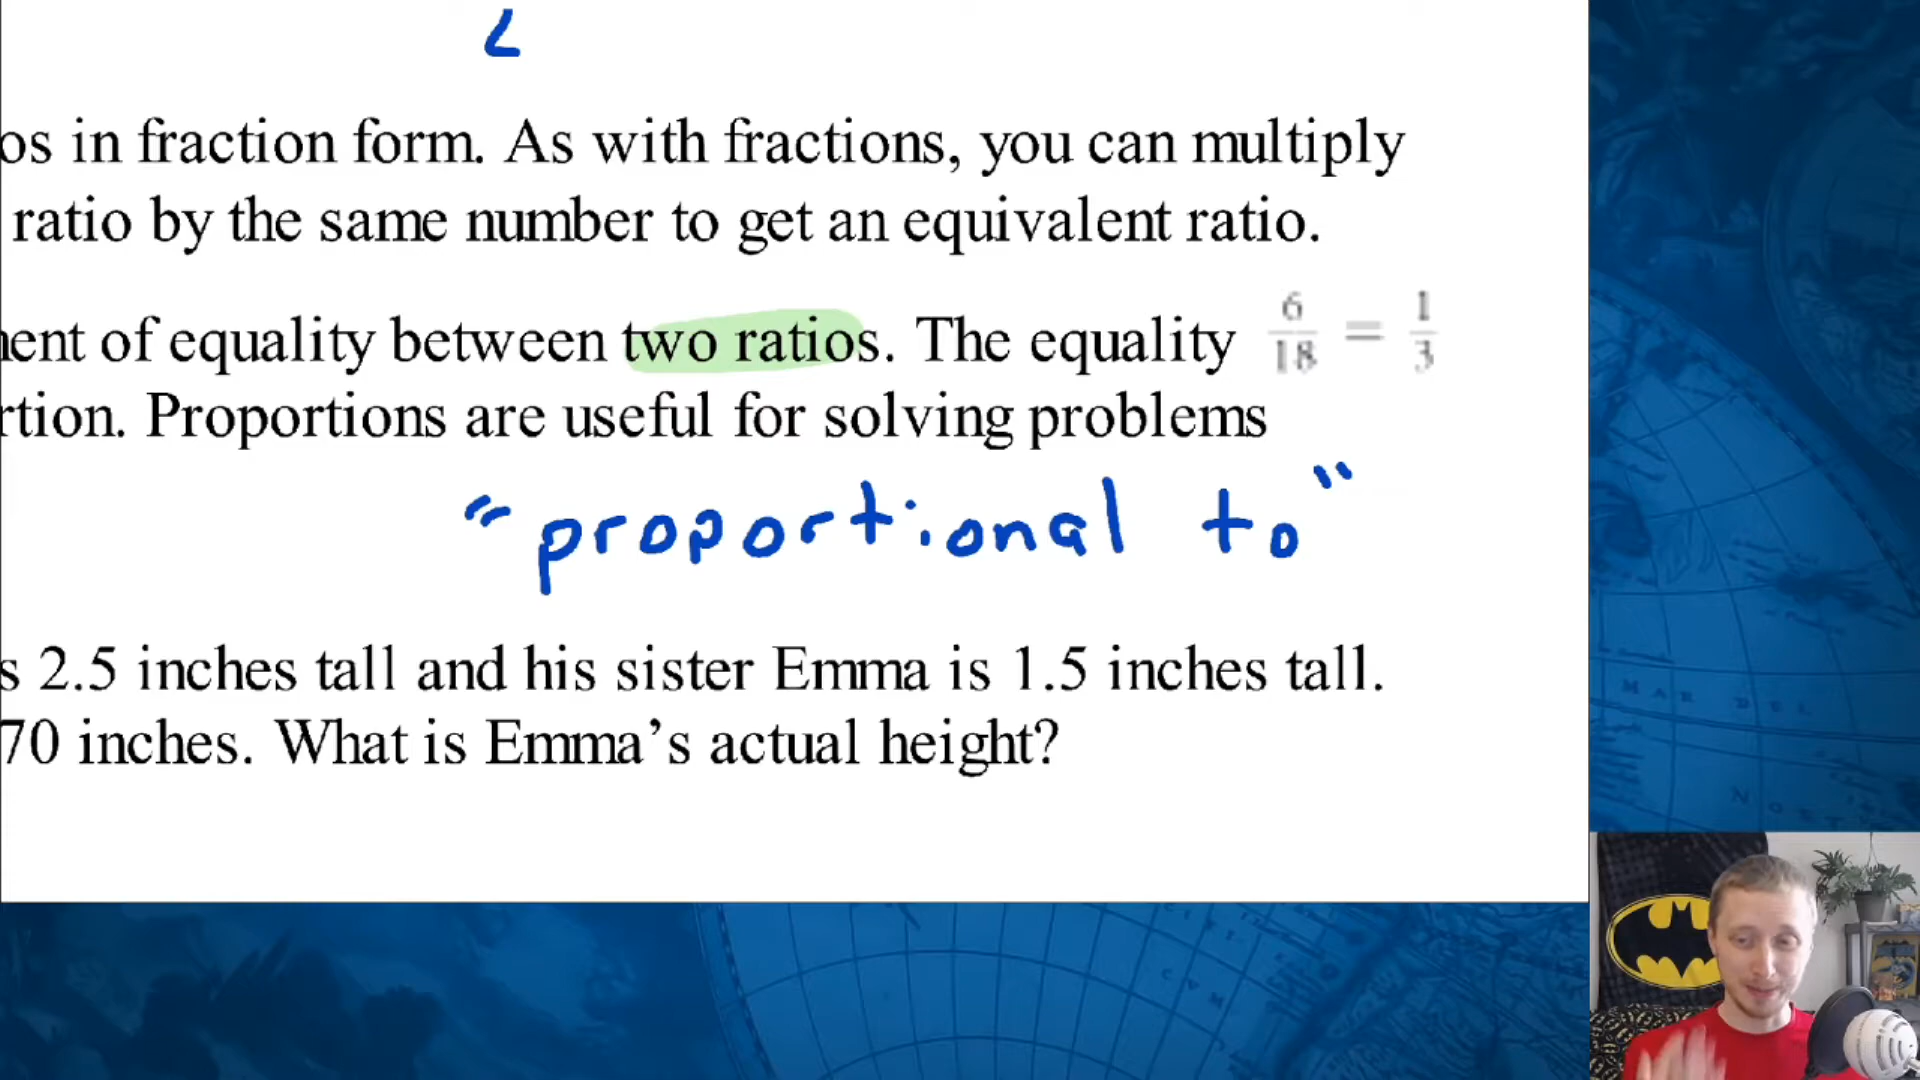 os in fraction form. As with fractions, you can multiply
ratio by the same number to get an equivalent ratio.
ent of equality between two ratios. The equality 6/18 = 1/3
rtion. Proportions are useful for solving problems
"proportional to"
s 2.5 inches tall and his sister Emma is 1.5 inches tall.
70 inches. What is Emma's actual height?
MAR DEL